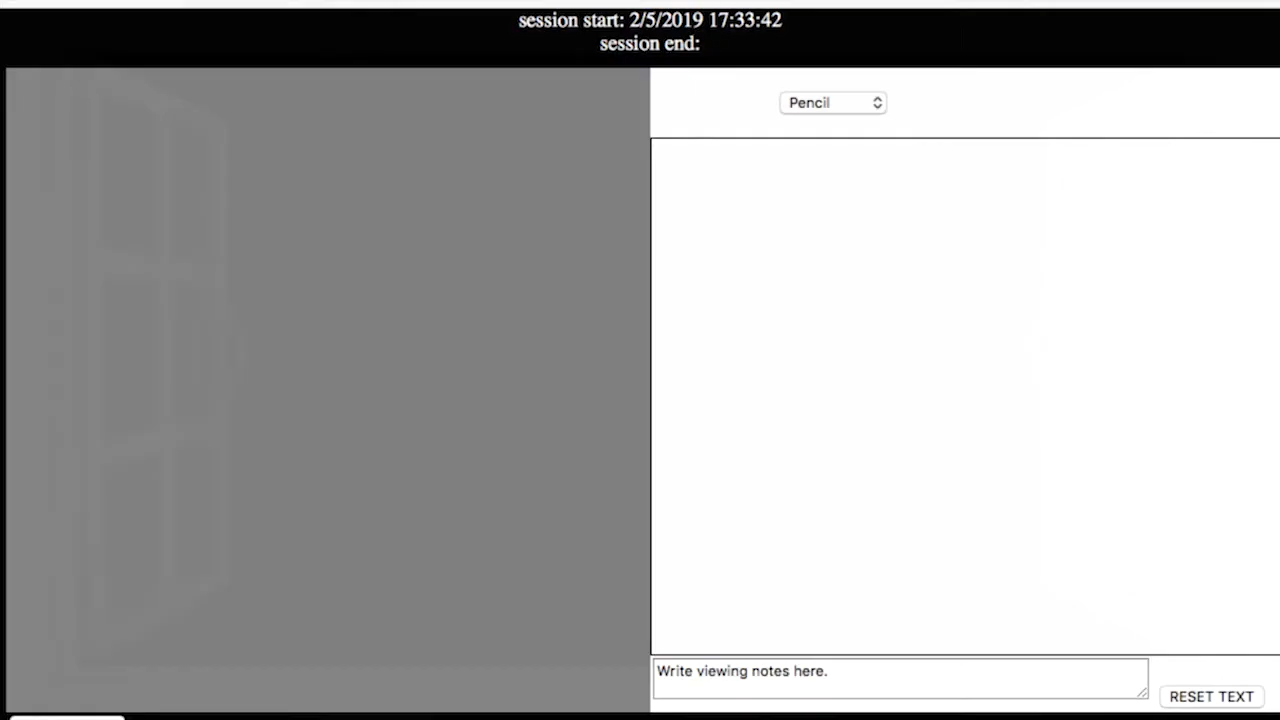 session start: 2/5/2019 17:33:42
session end:
Pencil
Write viewing notes here.
RESET TEXT